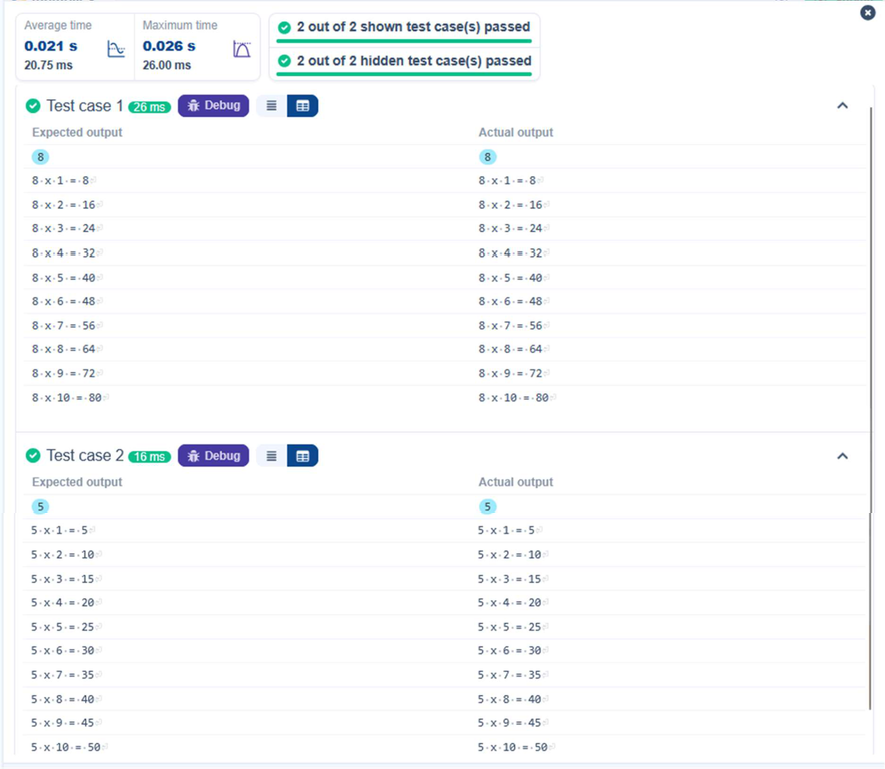 Average time
Maximum time
0.021 s
0.026 s
20.75 ms
26.00 ms
2 out of 2 shown test case(s) passed
2 out of 2 hidden test case(s) passed
Test case 1 26 ms Debug
Expected output Actual output
8 8
8·x·1·=·8⏎ 8·x·1·=·8⏎
8·x·2·=·16⏎ 8·x·2·=·16⏎
8·x·3·=·24⏎ 8·x·3·=·24⏎
8·x·4·=·32⏎ 8·x·4·=·32⏎
8·x·5·=·40⏎ 8·x·5·=·40⏎
8·x·6·=·48⏎ 8·x·6·=·48⏎
8·x·7·=·56⏎ 8·x·7·=·56⏎
8·x·8·=·64⏎ 8·x·8·=·64⏎
8·x·9·=·72⏎ 8·x·9·=·72⏎
8·x·10·=·80⏎ 8·x·10·=·80⏎
Test case 2 16 ms Debug
Expected output Actual output
5 5
5·x·1·=·5⏎ 5·x·1·=·5⏎
5·x·2·=·10⏎ 5·x·2·=·10⏎
5·x·3·=·15⏎ 5·x·3·=·15⏎
5·x·4·=·20⏎ 5·x·4·=·20⏎
5·x·5·=·25⏎ 5·x·5·=·25⏎
5·x·6·=·30⏎ 5·x·6·=·30⏎
5·x·7·=·35⏎ 5·x·7·=·35⏎
5·x·8·=·40⏎ 5·x·8·=·40⏎
5·x·9·=·45⏎ 5·x·9·=·45⏎
5·x·10·=·50⏎ 5·x·10·=·50⏎